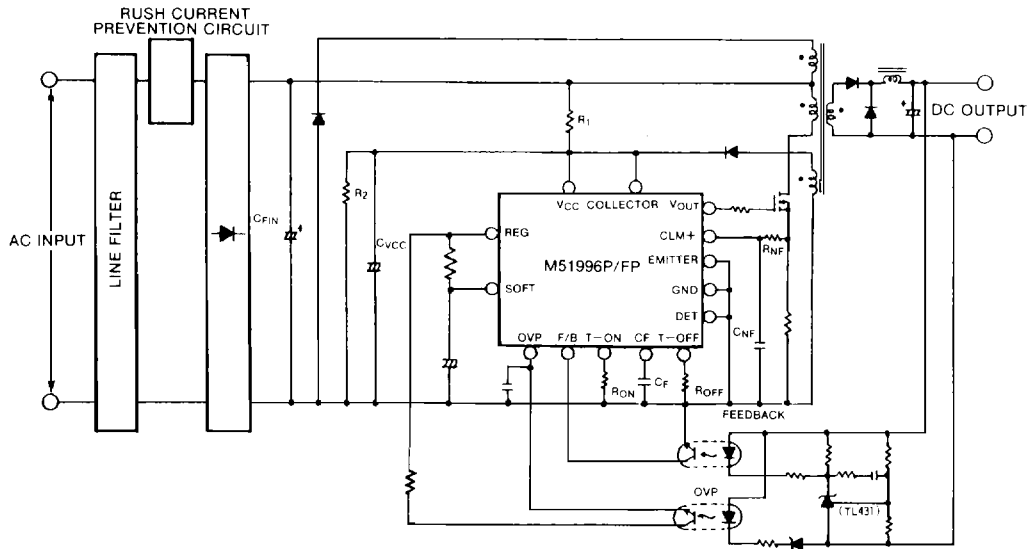 RUSH CURRENT
PREVENTION CIRCUIT
AC INPUT
LINE FILTER
CFIN
R2
CVCC
R1
VCC COLLECTOR VOUT
REG
CLM+
RNF
EMITTER
M51996P/FP
SOFT
GND
DET
OVP F/B T-ON CF T-OFF
CNF
RON
CF
ROFF
DC OUTPUT
FEEDBACK
OVP
(TL431)